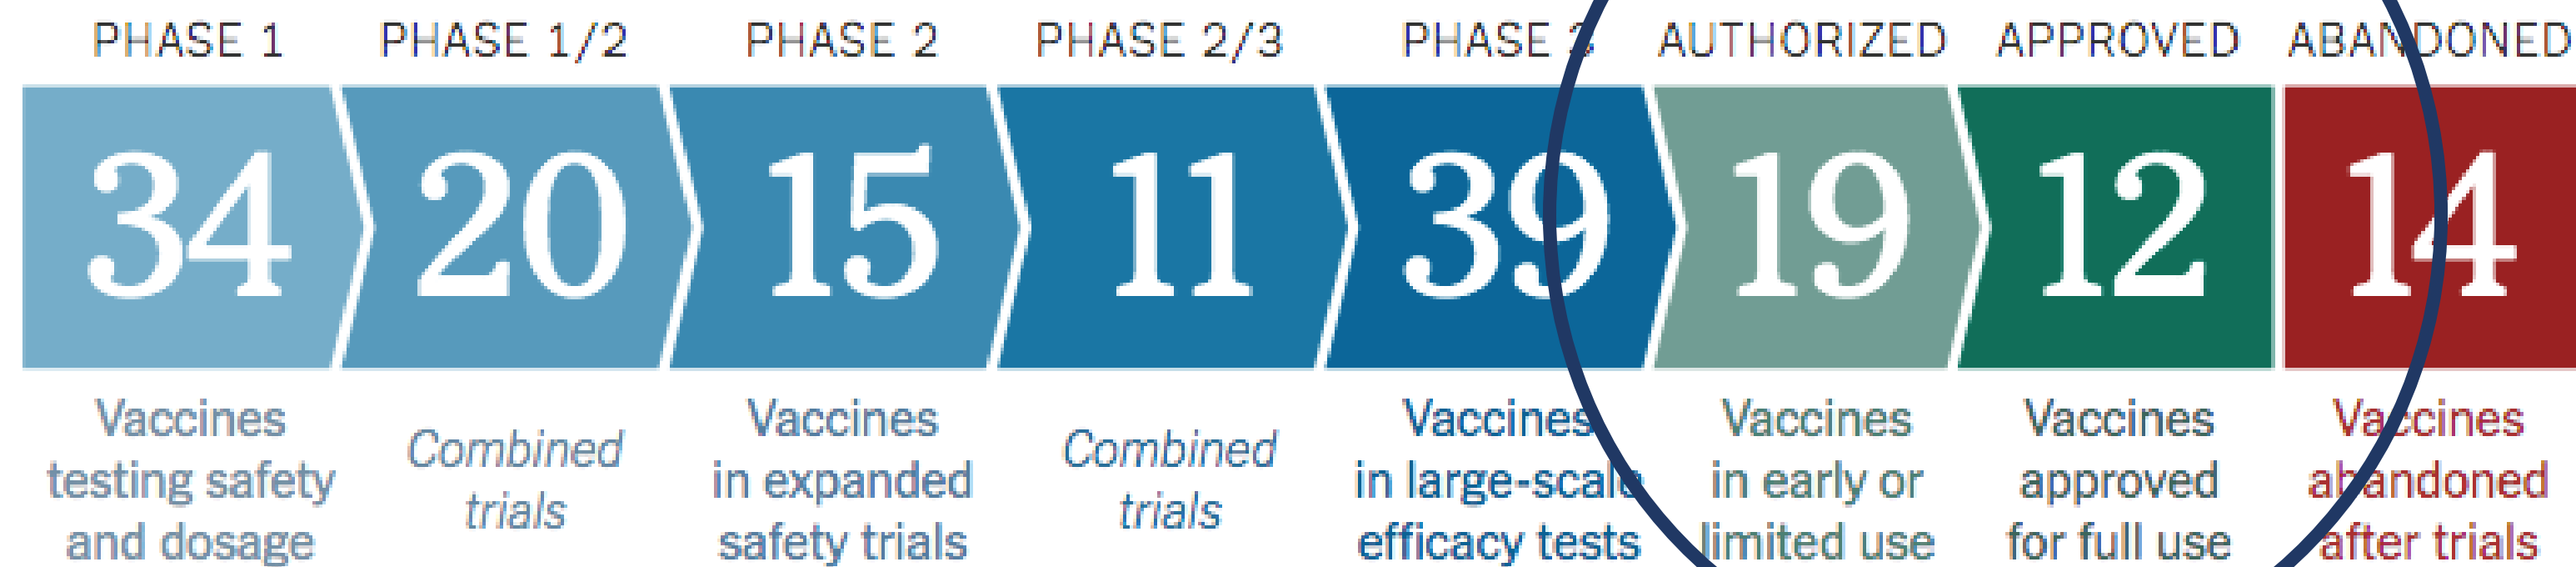 PHASE 1 PHASE 1/2 PHASE 2 PHASE 2/3 PHASE 3 AUTHORIZED APPROVED ABANDONED
34 20 15 11 39 19 12 14
Vaccines
testing safety
and dosage
Combined
trials
Vaccines
in expanded
safety trials
Combined
trials
Vaccines
in large-scale
efficacy tests
Vaccines
in early or
limited use
Vaccines
approved
for full use
Vaccines
abandoned
after trials